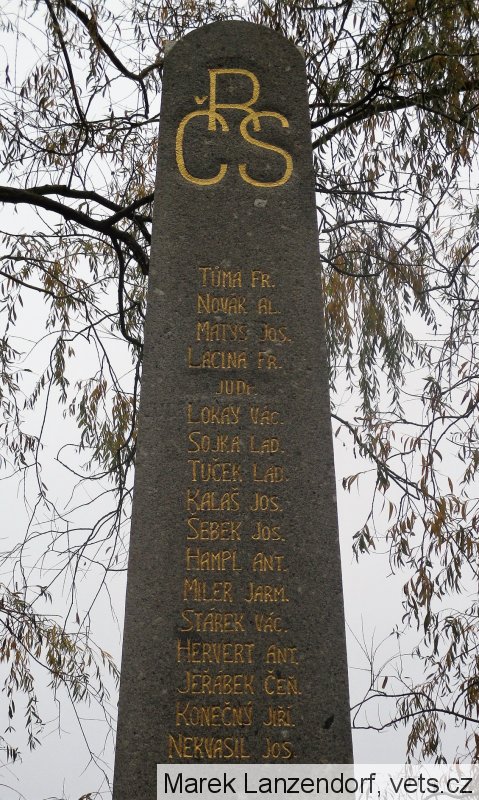 R
ČS
TŮMA FR.
NOVÁK AL.
MATYS JOS.
LACINA FR.
JUDr.
LOKAY VÁC.
SOJKA LAD.
TUČEK LAD.
KALAŠ JOS.
ŠEBEK JOS.
HAMPL ANT.
MILER JARM.
STÁREK VÁC.
HERVERT ANT.
JEŘÁBEK ČEN.
KONEČNÝ JIŘÍ.
NEKVASIL JOS.
Marek Lanzendorf, vets.cz